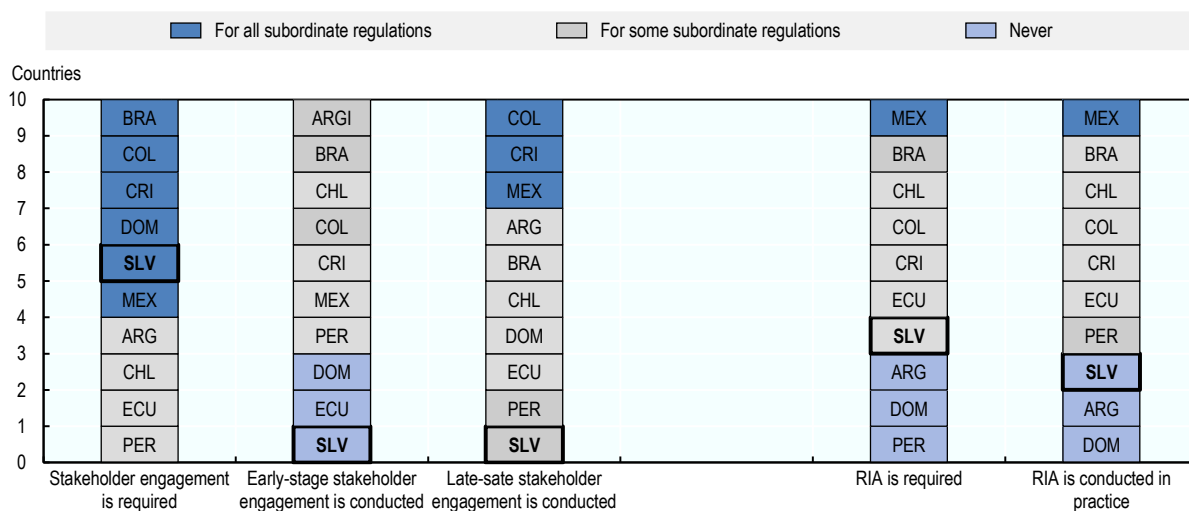 For all subordinate regulations
For some subordinate regulations
Never
Countries
10
9
8
7
6
5
4
3
2
1
0
BRA
COL
CRI
DOM
SLV
MEX
ARG
CHL
ECU
PER
ARGI
BRA
CHL
COL
CRI
MEX
PER
DOM
ECU
SLV
COL
CRI
MEX
ARG
BRA
CHL
DOM
ECU
PER
SLV
MEX
BRA
CHL
COL
CRI
ECU
SLV
ARG
DOM
PER
MEX
BRA
CHL
COL
CRI
ECU
PER
SLV
ARG
DOM
Stakeholder engagement
is required
Early-stage stakeholder
engagement is conducted
Late-sate stakeholder
engagement is conducted
RIA is required
RIA is conducted in
practice